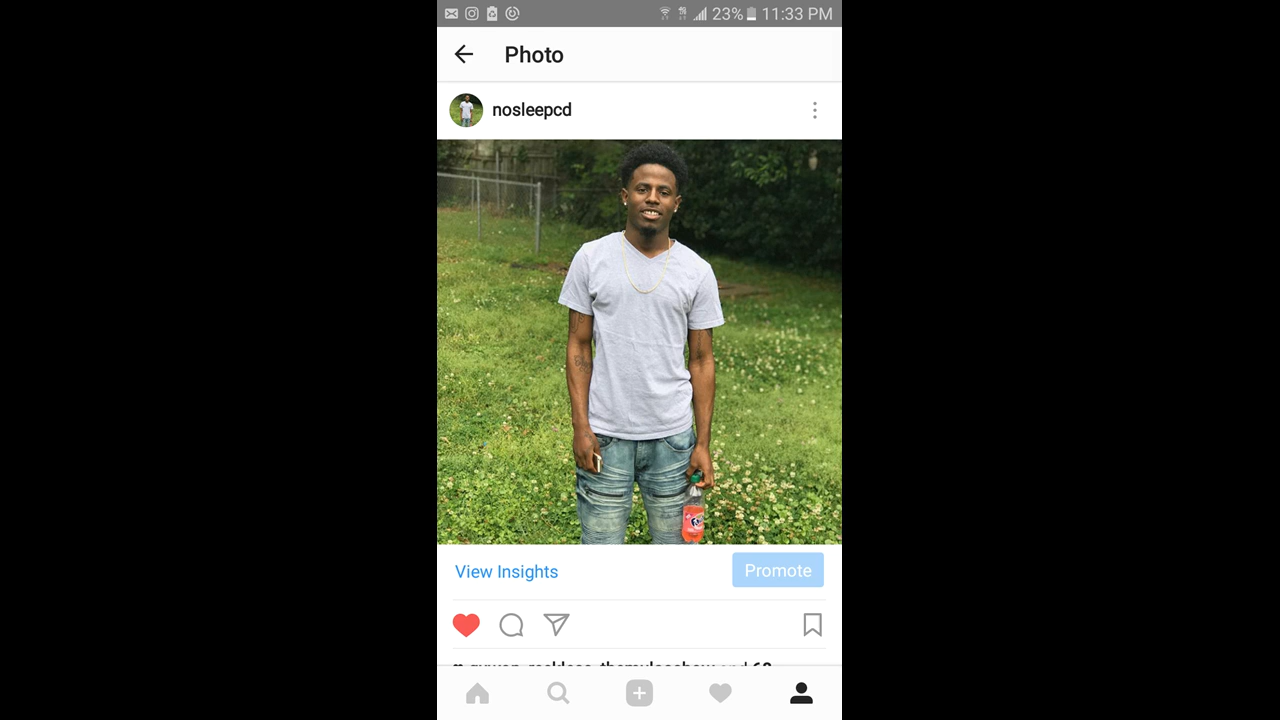 23% 11:33 PM
Photo
nosleepcd
View Insights
Promote